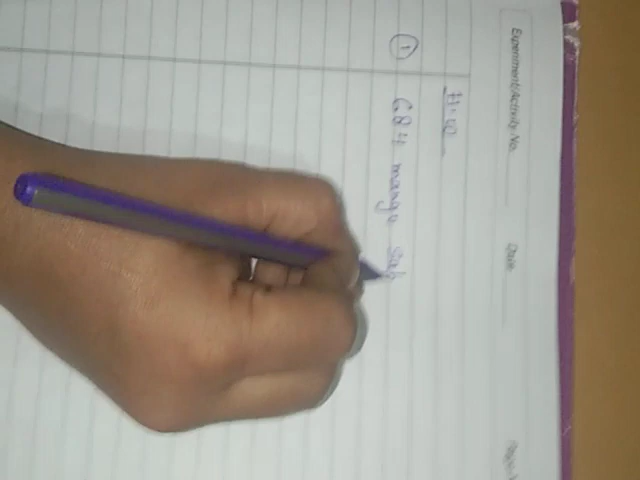 Experiment/Activity No. Date
H.W
① 684 mango